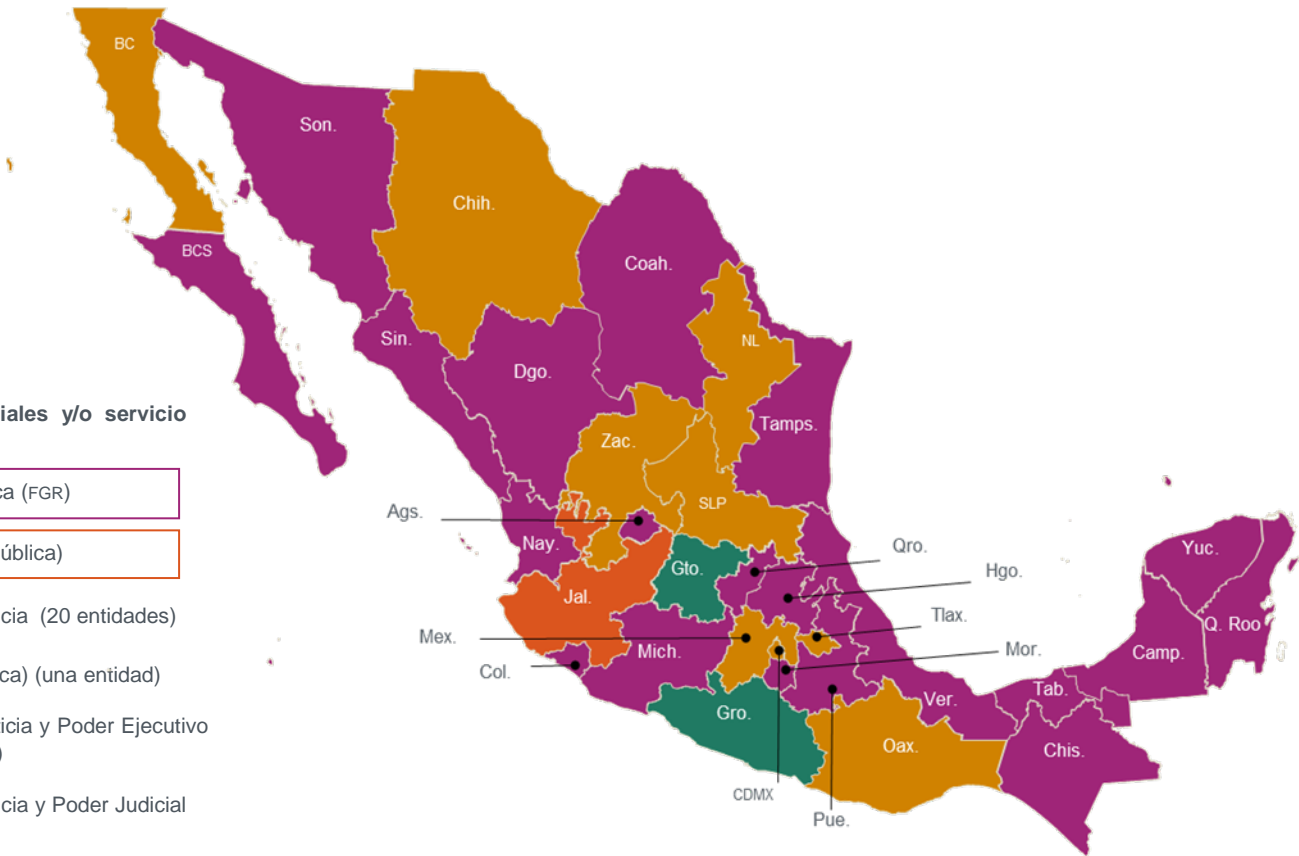 BC
Son.
Chih.
BCS
Coah.
Sin.
NL
Dgo.
iales y/o servicio
Tamps.
Zac.
ca (FGR)
SLP
Ags.
Nay.
Qro.
ública)
Gto.
Yuc.
Hgo.
Jal.
cia (20 entidades)
Tlax.
Q. Roo
Mex.
Mich.
Mor.
Camp.
Col.
ca) (una entidad)
Tab.
Ver.
Gro.
ticia y Poder Ejecutivo
)
Oax.
Chis.
CDMX
cia y Poder Judicial
Pue.